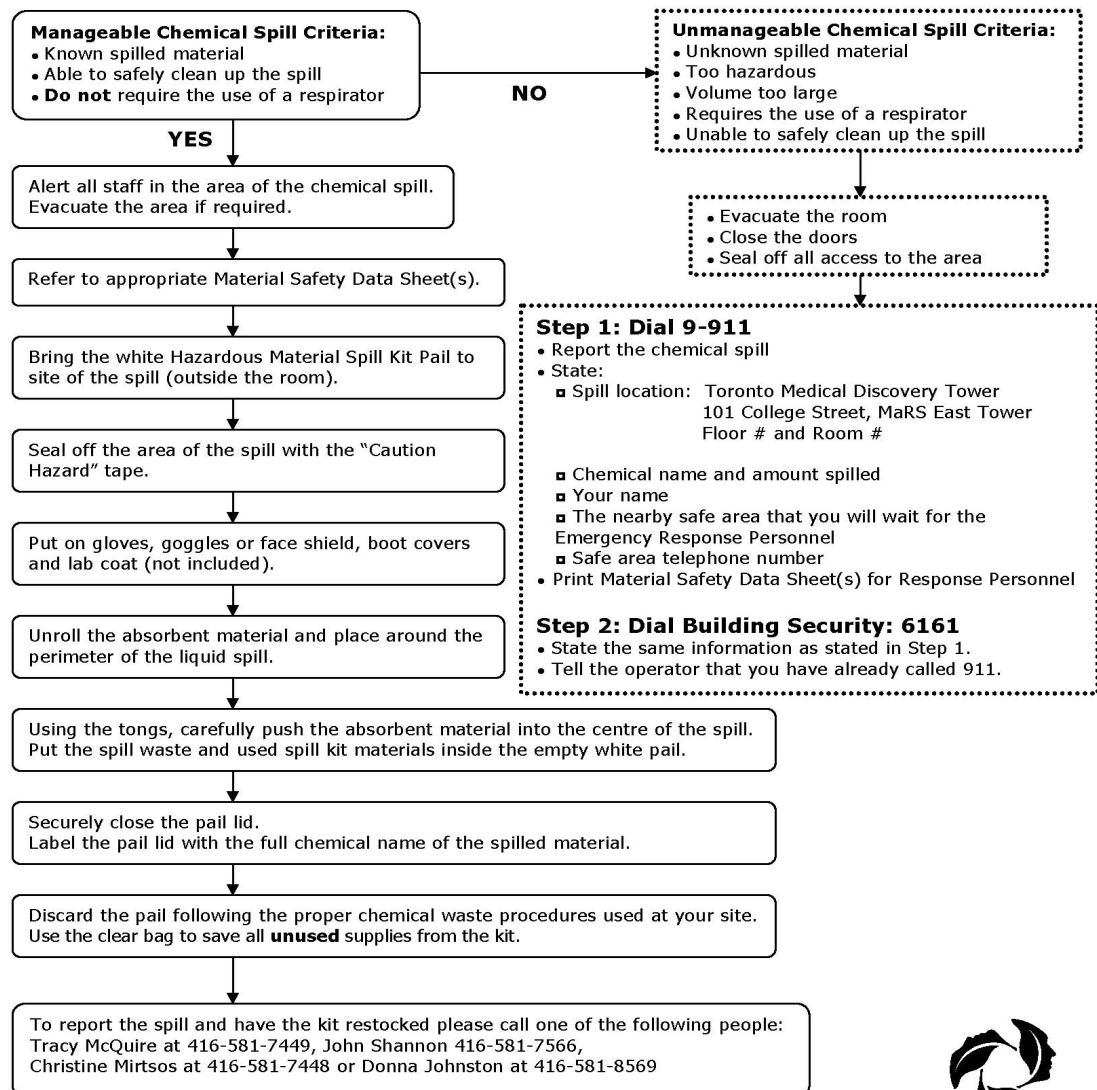 Manageable Chemical Spill Criteria:
• Known spilled material
• Able to safely clean up the spill
• Do not require the use of a respirator
NO
Unmanageable Chemical Spill Criteria:
• Unknown spilled material
• Too hazardous
• Volume too large
• Requires the use of a respirator
• Unable to safely clean up the spill
YES
Alert all staff in the area of the chemical spill.
Evacuate the area if required.
Refer to appropriate Material Safety Data Sheet(s).
Bring the white Hazardous Material Spill Kit Pail to
site of the spill (outside the room).
Seal off the area of the spill with the “Caution
Hazard” tape.
Put on gloves, goggles or face shield, boot covers
and lab coat (not included).
Unroll the absorbent material and place around the
perimeter of the liquid spill.
Using the tongs, carefully push the absorbent material into the centre of the spill.
Put the spill waste and used spill kit materials inside the empty white pail.
Securely close the pail lid.
Label the pail lid with the full chemical name of the spilled material.
Discard the pail following the proper chemical waste procedures used at your site.
Use the clear bag to save all unused supplies from the kit.
To report the spill and have the kit restocked please call one of the following people:
Tracy McQuire at 416-581-7449, John Shannon 416-581-7566,
Christine Mirtsos at 416-581-7448 or Donna Johnston at 416-581-8569
• Evacuate the room
• Close the doors
• Seal off all access to the area
Step 1: Dial 9-911
• Report the chemical spill
• State:
◘ Spill location: Toronto Medical Discovery Tower
101 College Street, MaRS East Tower
Floor # and Room #
◘ Chemical name and amount spilled
◘ Your name
◘ The nearby safe area that you will wait for the
Emergency Response Personnel
◘ Safe area telephone number
• Print Material Safety Data Sheet(s) for Response Personnel
Step 2: Dial Building Security: 6161
• State the same information as stated in Step 1.
• Tell the operator that you have already called 911.